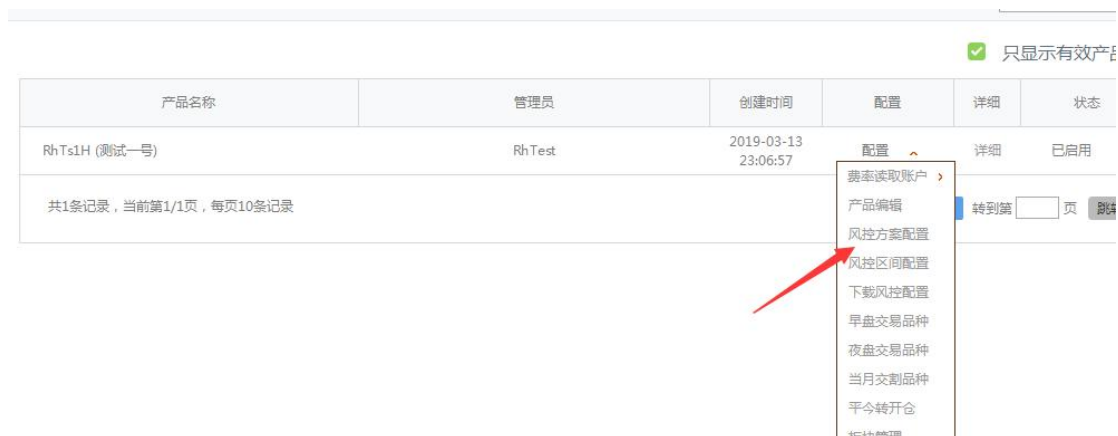 只显示有效产品
产品名称 管理员 创建时间 配置 详细 状态
RhTs1H (测试一号) RhTest 2019-03-13 23:06:57 配置 详细 已启用
费率读取账户
产品编辑
共1条记录，当前第1/1页，每页10条记录 转到第 页
风控方案配置
风控区间配置
下载风控配置
早盘交易品种
夜盘交易品种
当月交割品种
平今转开仓